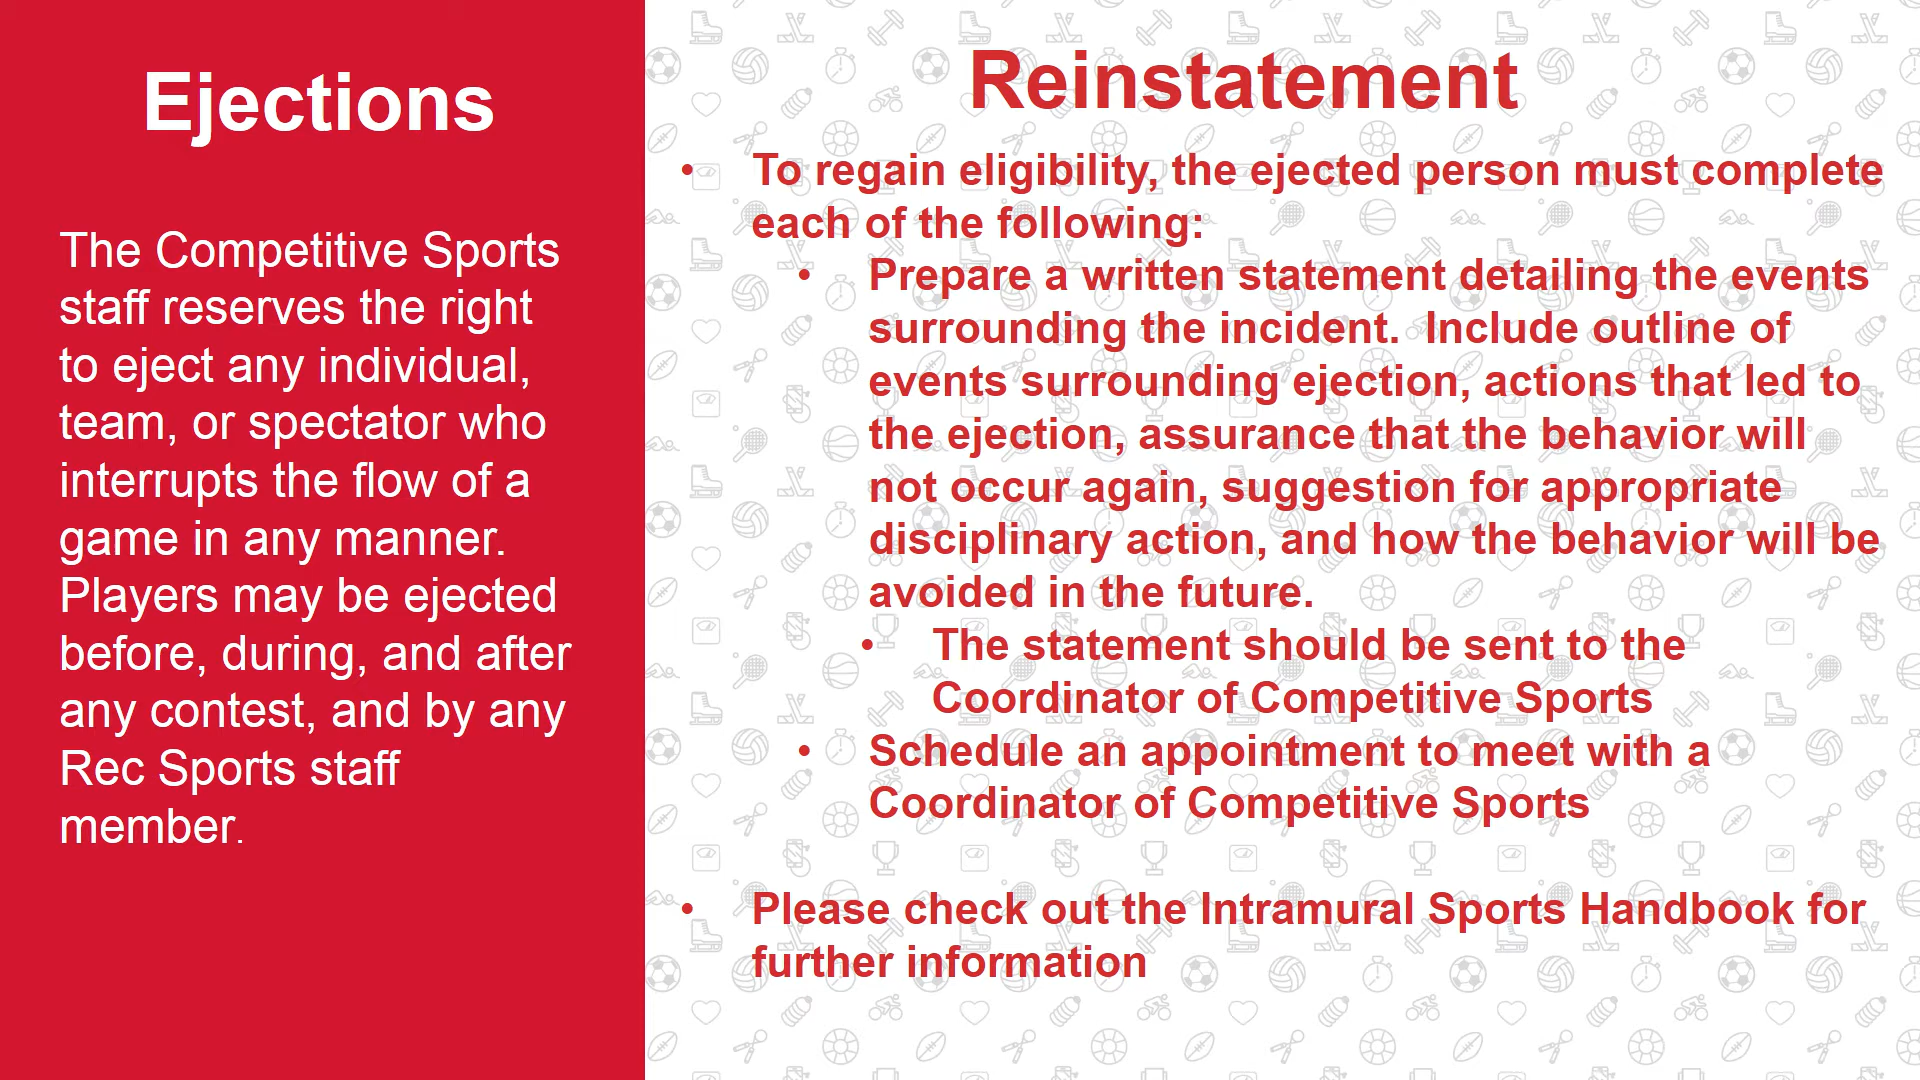 Ejections
The Competitive Sports
staff reserves the right
to eject any individual,
team, or spectator who
interrupts the flow of a
game in any manner.
Players may be ejected
before, during, and after
any contest, and by any
Rec Sports staff
member.
Reinstatement
• To regain eligibility, the ejected person must complete
each of the following:
• Prepare a written statement detailing the events
surrounding the incident.  Include outline of
events surrounding ejection, actions that led to
the ejection, assurance that the behavior will
not occur again, suggestion for appropriate
disciplinary action, and how the behavior will be
avoided in the future.
• The statement should be sent to the
Coordinator of Competitive Sports
• Schedule an appointment to meet with a
Coordinator of Competitive Sports
• Please check out the Intramural Sports Handbook for
further information